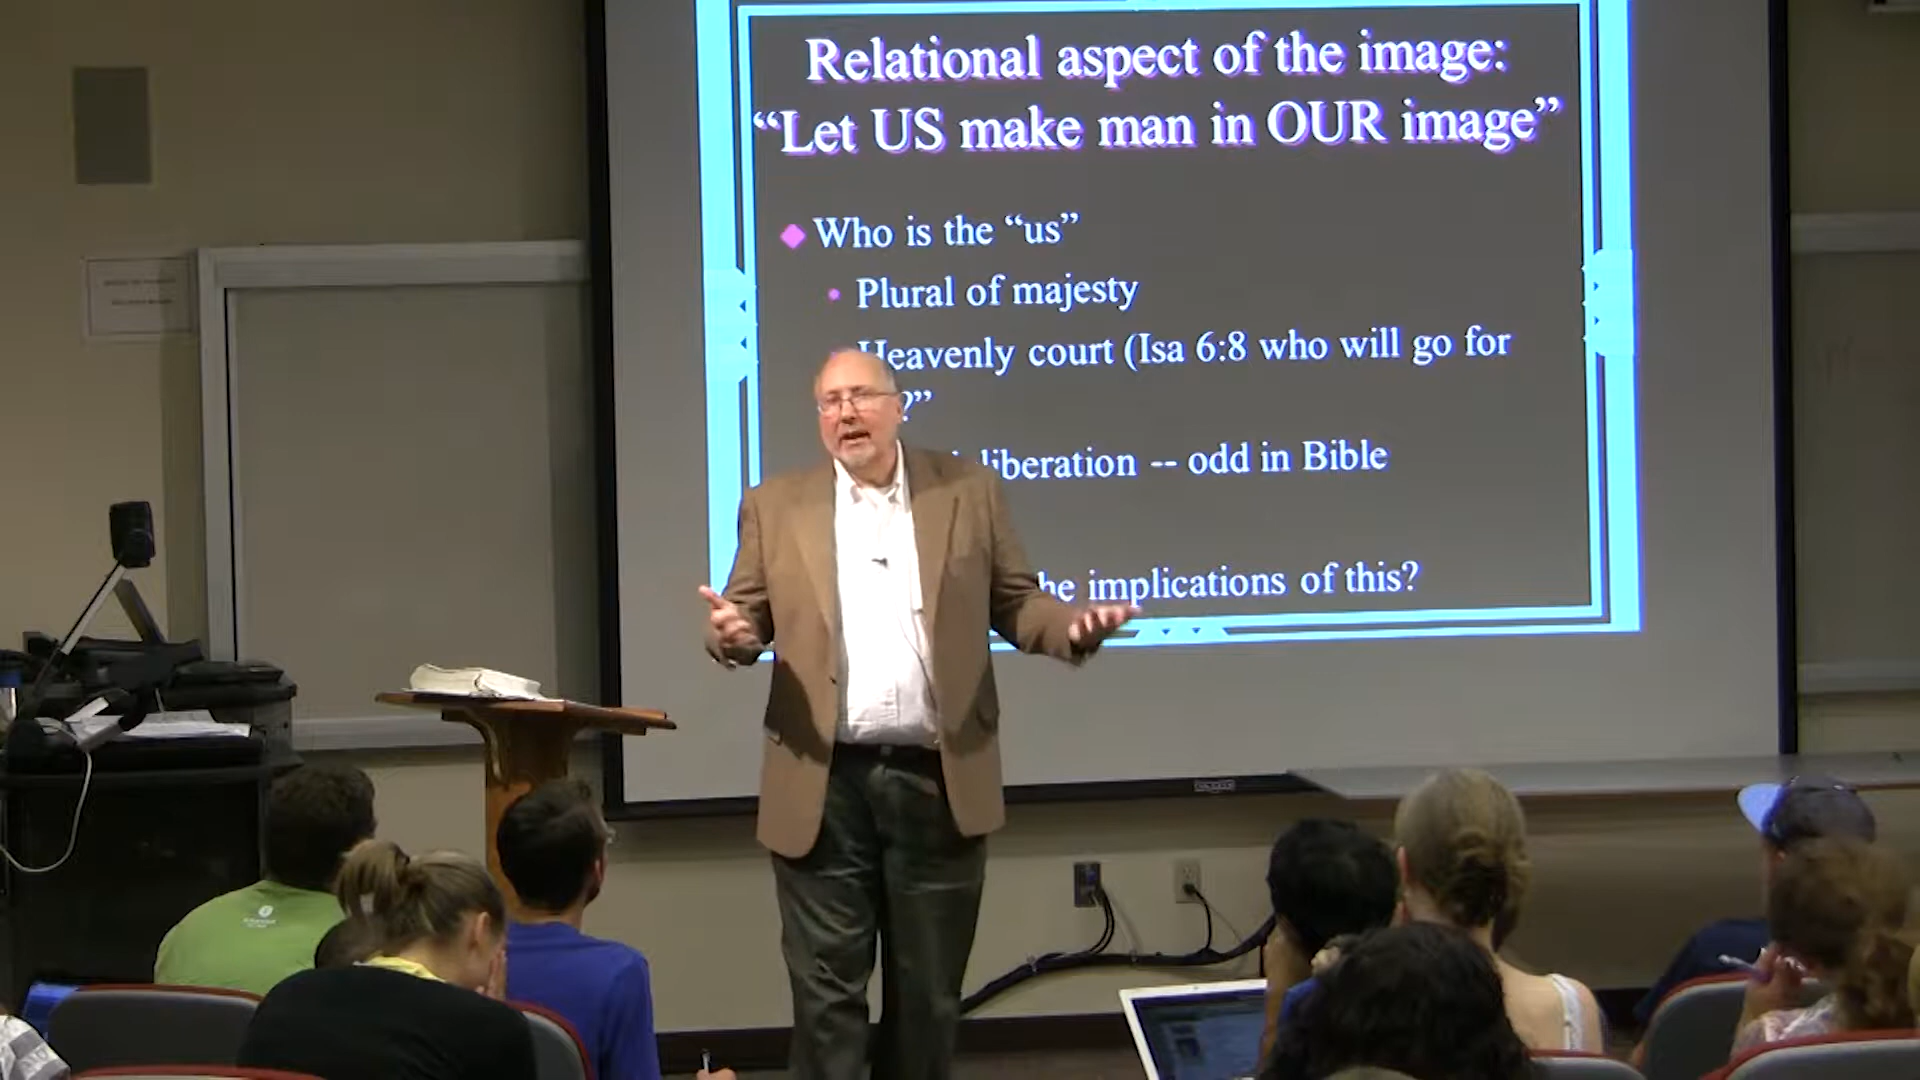 Relational aspect of the image:
“Let US make man in OUR image”
Who is the “us”
Plural of majesty
Heavenly court (Isa 6:8 who will go for
?”
liberation -- odd in Bible
he implications of this?